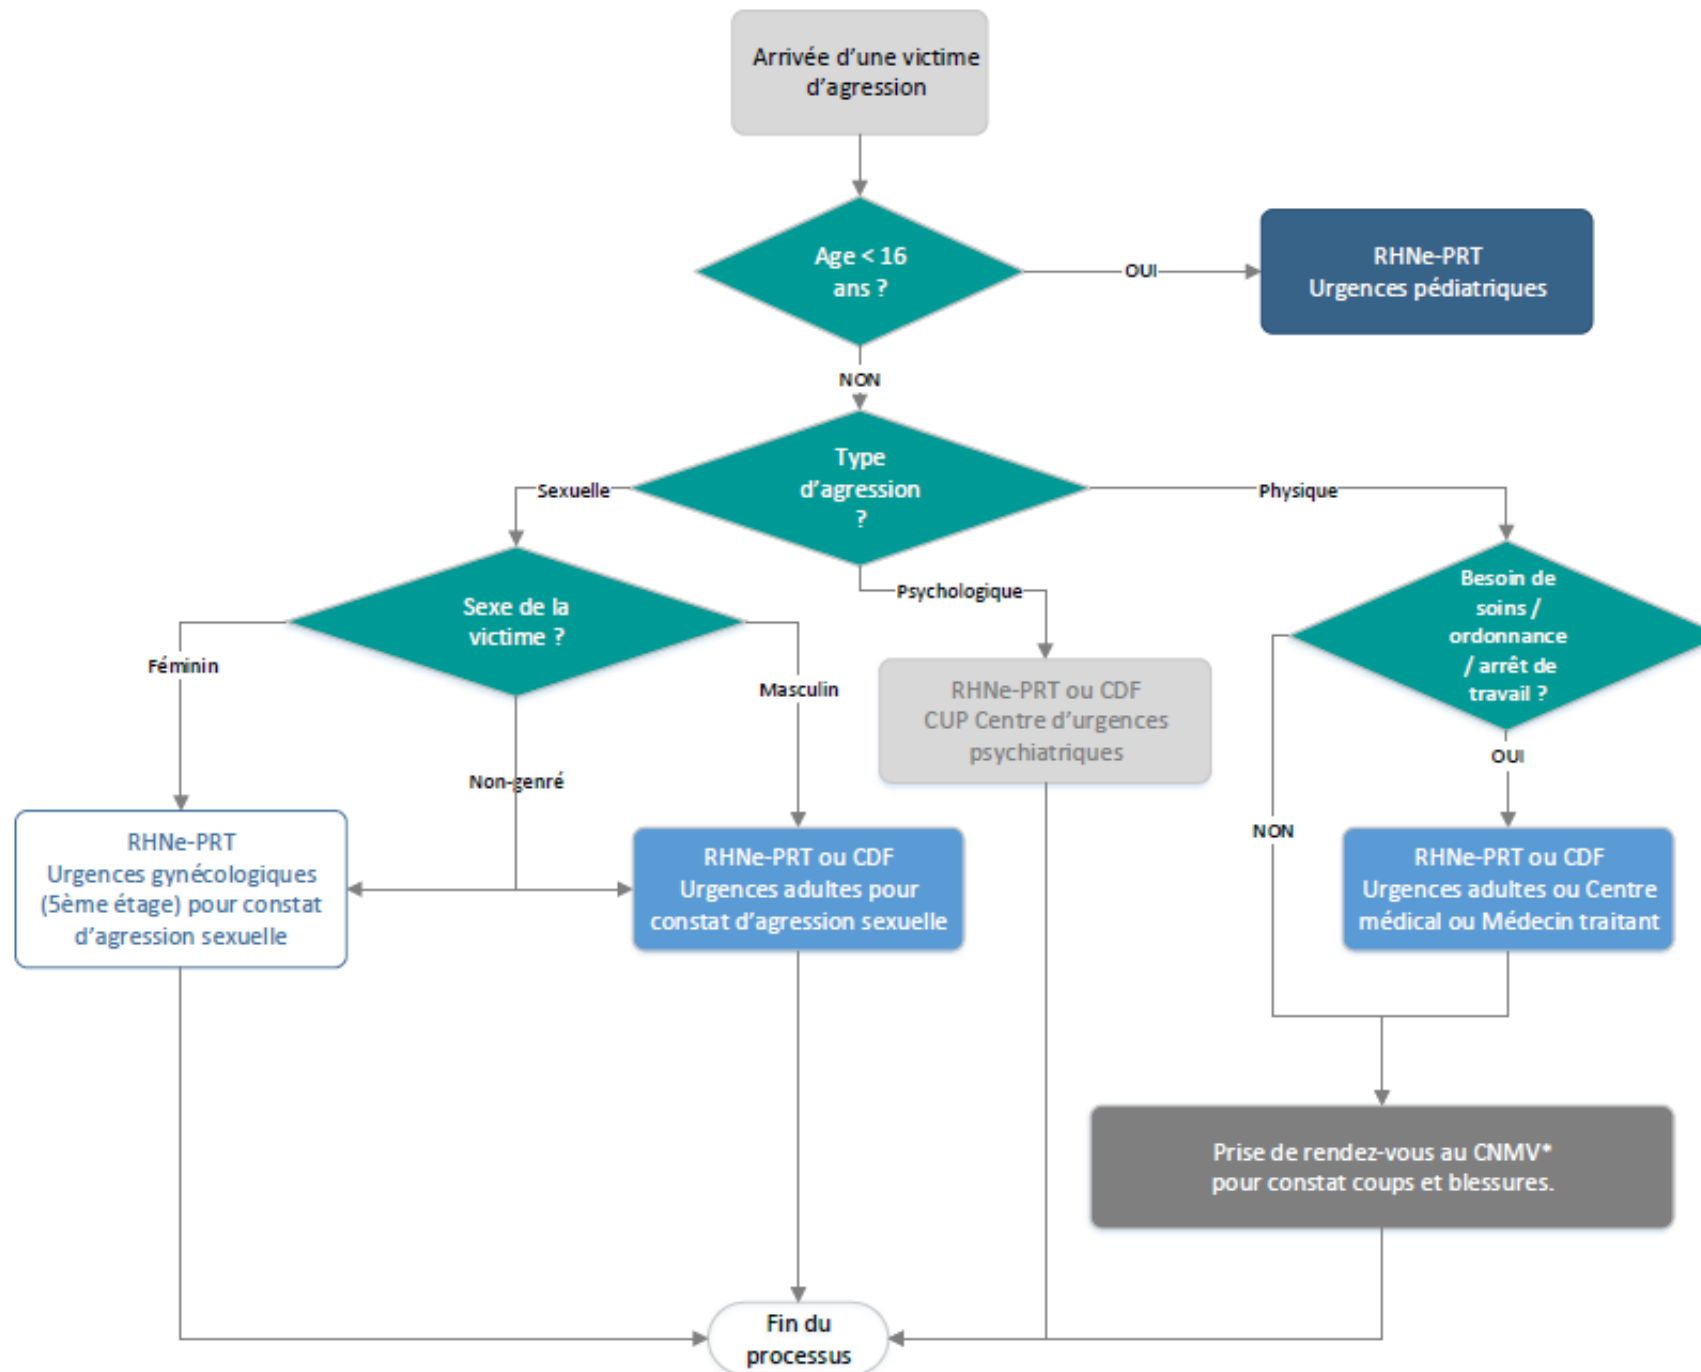 Arrivée d'une victime
d'agression
Age < 16
ans ?
OUI
RHNe-PRT
Urgences pédiatriques
NON
Type
d'agression
?
Sexuelle
Physique
Psychologique
Sexe de la
victime ?
Féminin
Masculin
Non-genré
Besoin de
soins /
ordonnance
/ arrêt de
travail ?
RHNe-PRT ou CDF
CUP Centre d'urgences
psychiatriques
OUI
NON
RHNe-PRT
Urgences gynécologiques
(5ème étage) pour constat
d'agression sexuelle
RHNe-PRT ou CDF
Urgences adultes pour
constat d'agression sexuelle
RHNe-PRT ou CDF
Urgences adultes ou Centre
médical ou Médecin traitant
Prise de rendez-vous au CNMV*
pour constat coups et blessures.
Fin du
processus